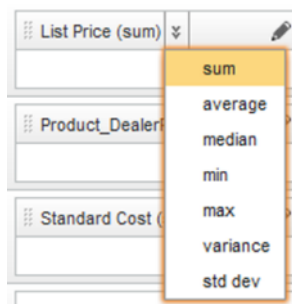 List Price (sum)
sum
average
Product_Dealer
median
min
Standard Cost (
max
variance
std dev